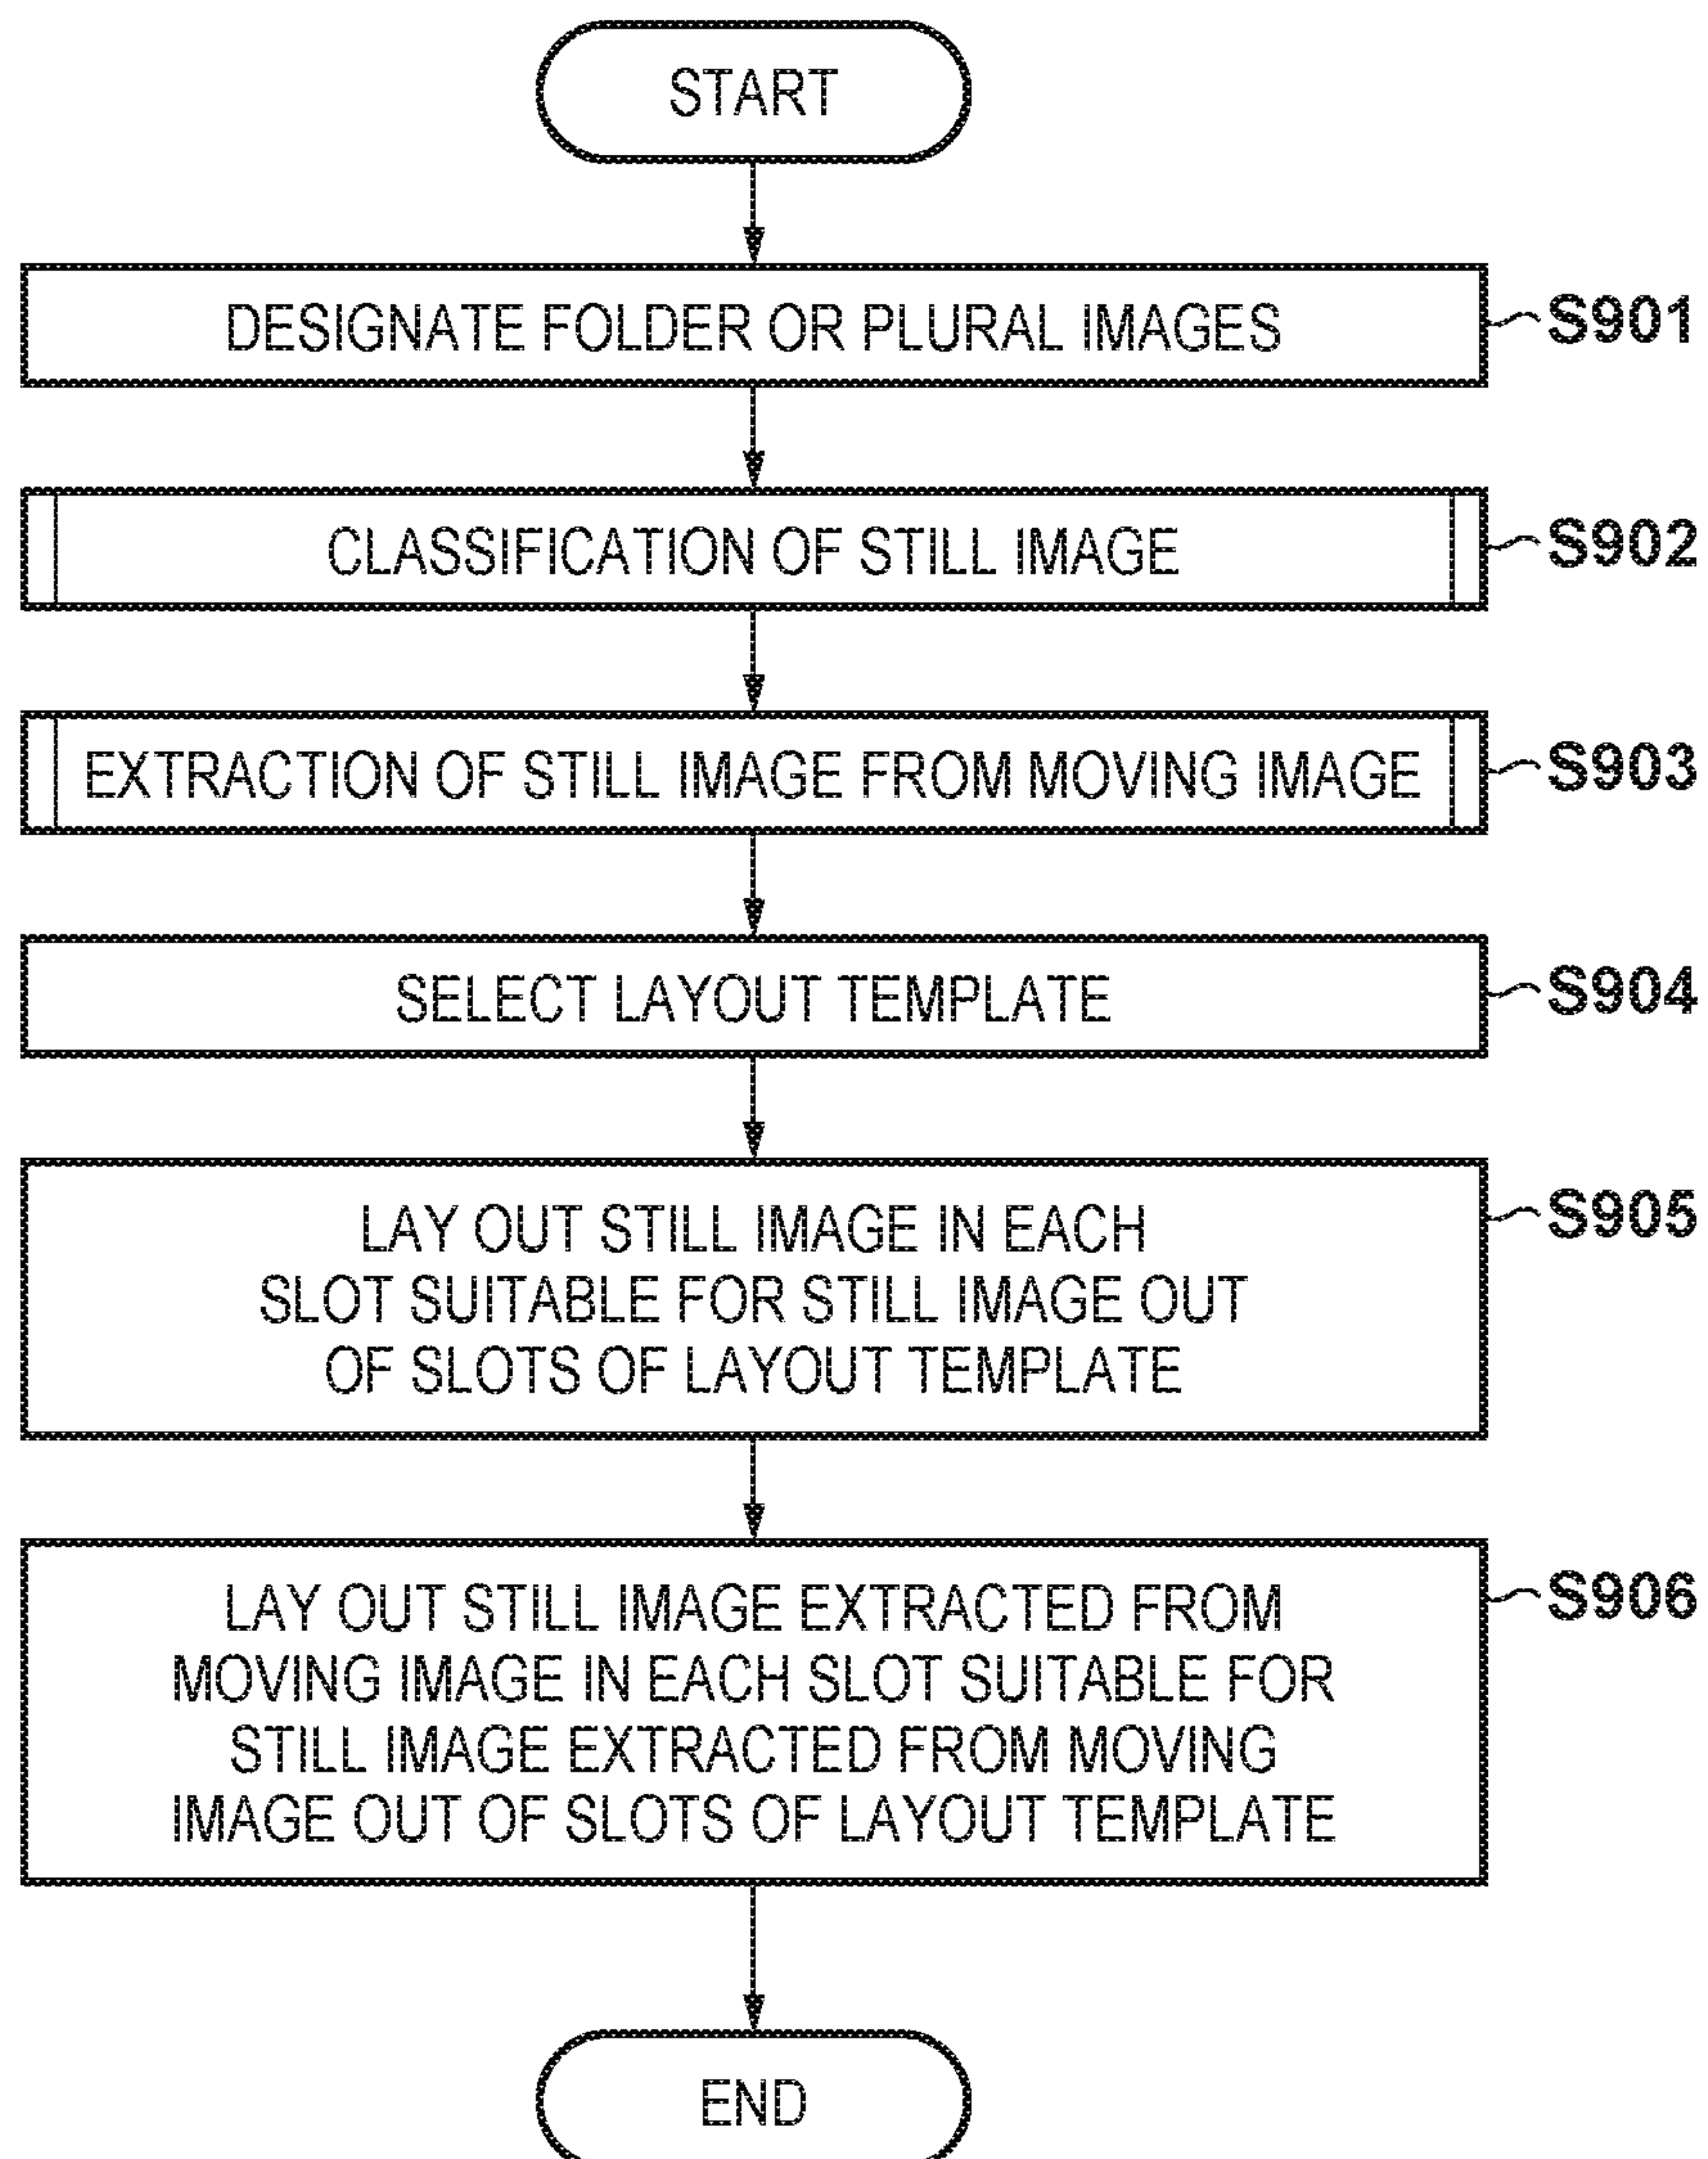 START
DESIGNATE FOLDER OR PLURAL IMAGES
S901
CLASSIFICATION OF STILL IMAGE
S902
EXTRACTION OF STILL IMAGE FROM MOVING IMAGE
S903
SELECT LAYOUT TEMPLATE
S904
LAY OUT STILL IMAGE IN EACH
SLOT SUITABLE FOR STILL IMAGE OUT
OF SLOTS OF LAYOUT TEMPLATE
S905
LAY OUT STILL IMAGE EXTRACTED FROM
MOVING IMAGE IN EACH SLOT SUITABLE FOR
STILL IMAGE EXTRACTED FROM MOVING
IMAGE OUT OF SLOTS OF LAYOUT TEMPLATE
S906
END